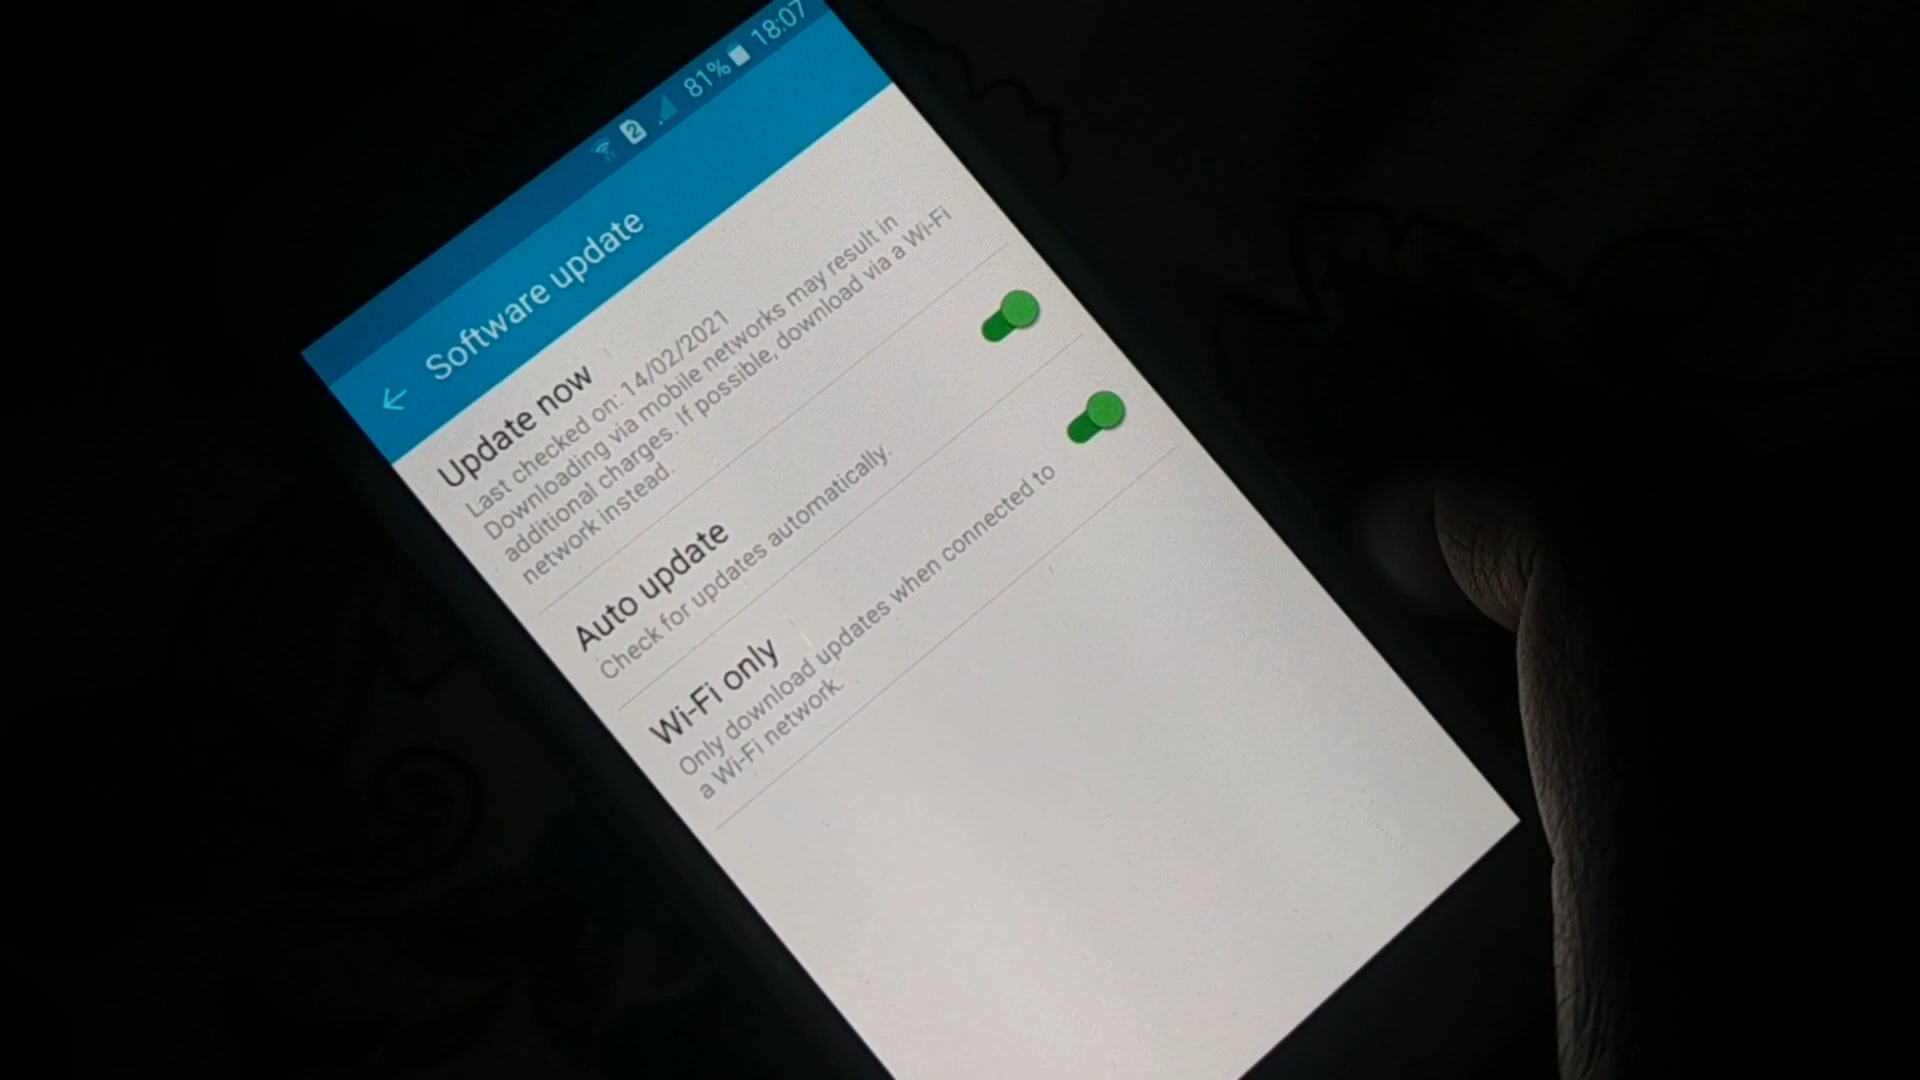 2 81% 18:07
Software update
Update now
Last checked on: 14/02/2021
Downloading via mobile networks may result in
additional charges. If possible, download via a Wi-Fi
network instead.
Auto update
Check for updates automatically.
Wi-Fi only
Only download updates when connected to
a Wi-Fi network.